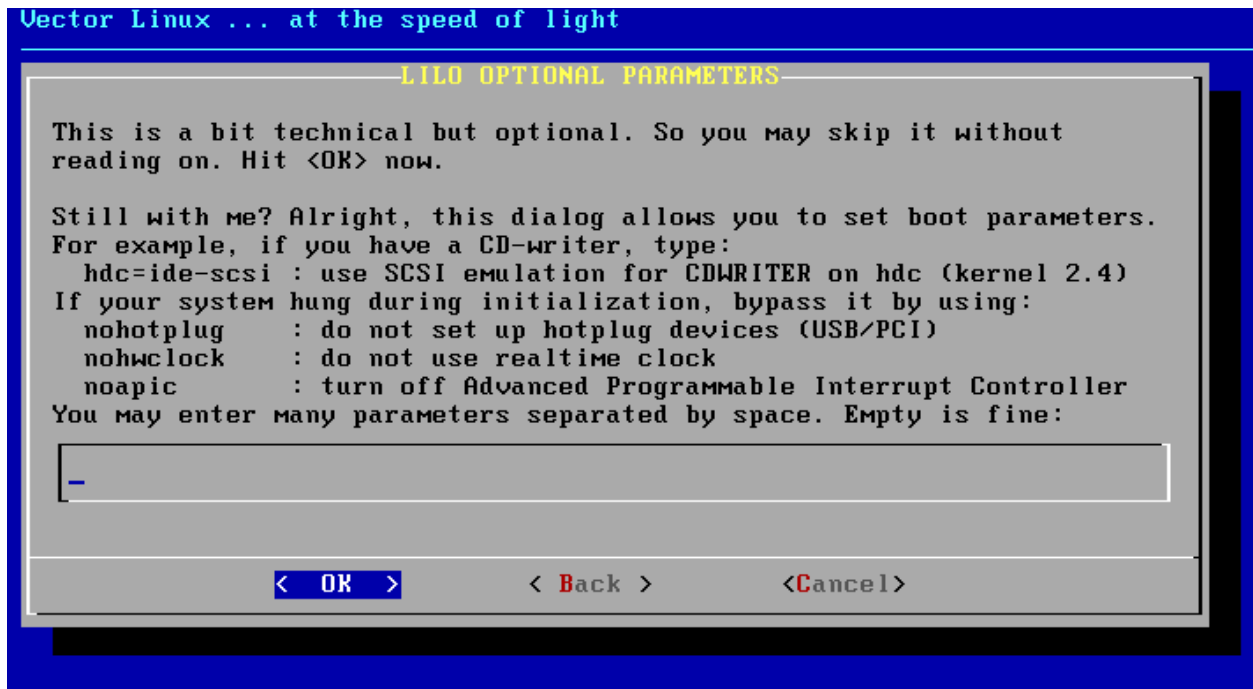 Vector Linux ... at the speed of light
LILO OPTIONAL PARAMETERS
This is a bit technical but optional. So you may skip it without
reading on. Hit <OK> now.
Still with me? Alright, this dialog allows you to set boot parameters.
For example, if you have a CD-writer, type:
hdc=ide-scsi : use SCSI emulation for CDWRITER on hdc (kernel 2.4)
If your system hung during initialization, bypass it by using:
nohotplug : do not set up hotplug devices (USB/PCI)
nohwclock : do not use realtime clock
noapic : turn off Advanced Programmable Interrupt Controller
You may enter many parameters separated by space. Empty is fine:
< OK > < Back > <Cancel>